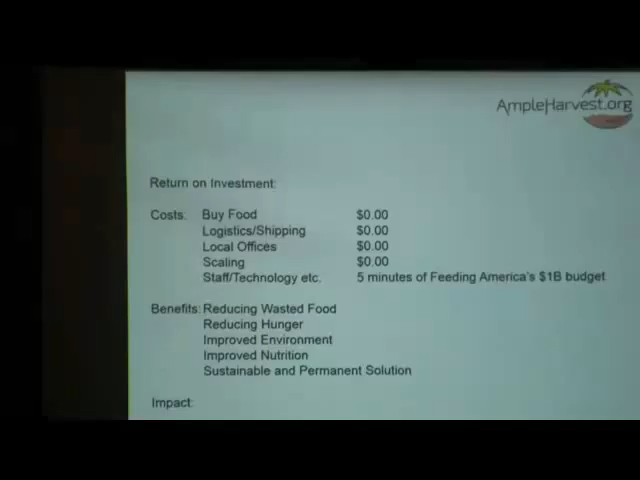 AmpleHarvest.org
Return on Investment:
Costs: Buy Food $0.00
Logistics/Shipping $0.00
Local Offices $0.00
Scaling $0.00
Staff/Technology etc. 5 minutes of Feeding America's $1B budget
Benefits: Reducing Wasted Food
Reducing Hunger
Improved Environment
Improved Nutrition
Sustainable and Permanent Solution
Impact: